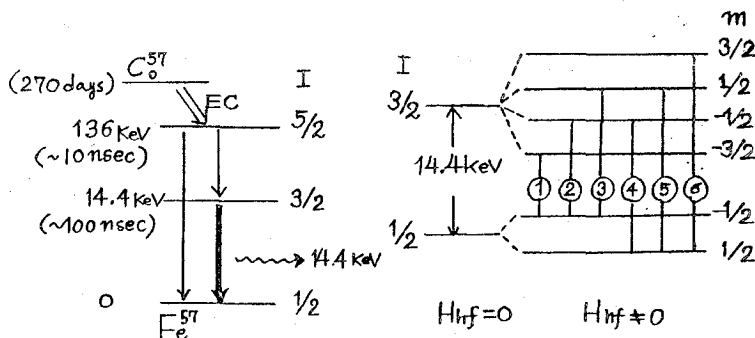 Co⁵⁷
(270 days)
EC
I
136 KeV
5/2
(~10 nsec)
14.4 KeV
3/2
(~100 nsec)
14.4 KeV
0
1/2
Fe⁵⁷
m
I
3/2
3/2
1/2
-1/2
-3/2
14.4 KeV
① ② ③ ④ ⑤ ⑥
1/2
-1/2
1/2
Hhf=0
Hhf≠0